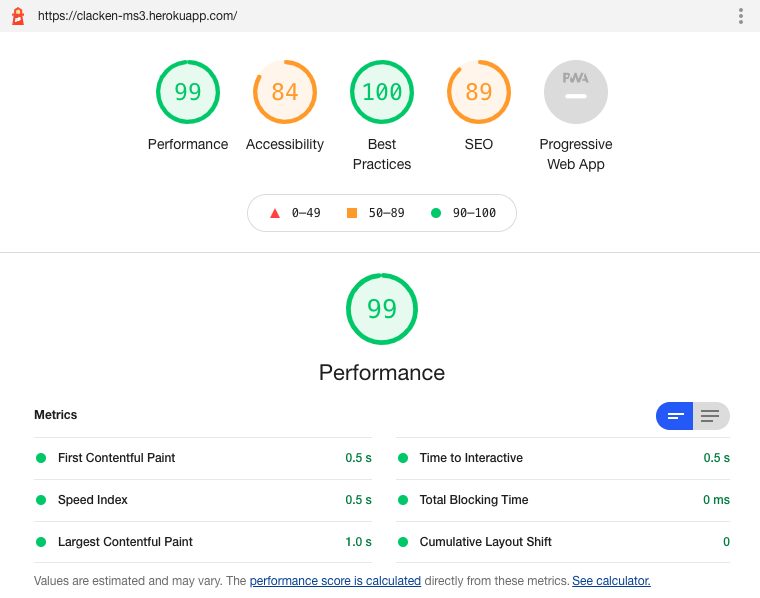 https://clacken-ms3.herokuapp.com/
99 84 100 89 PWA
Performance Accessibility Best Practices SEO Progressive Web App
0–49 50–89 90–100
99
Performance
Metrics
First Contentful Paint 0.5 s
Time to Interactive 0.5 s
Speed Index 0.5 s
Total Blocking Time 0 ms
Largest Contentful Paint 1.0 s
Cumulative Layout Shift 0
Values are estimated and may vary. The performance score is calculated directly from these metrics. See calculator.